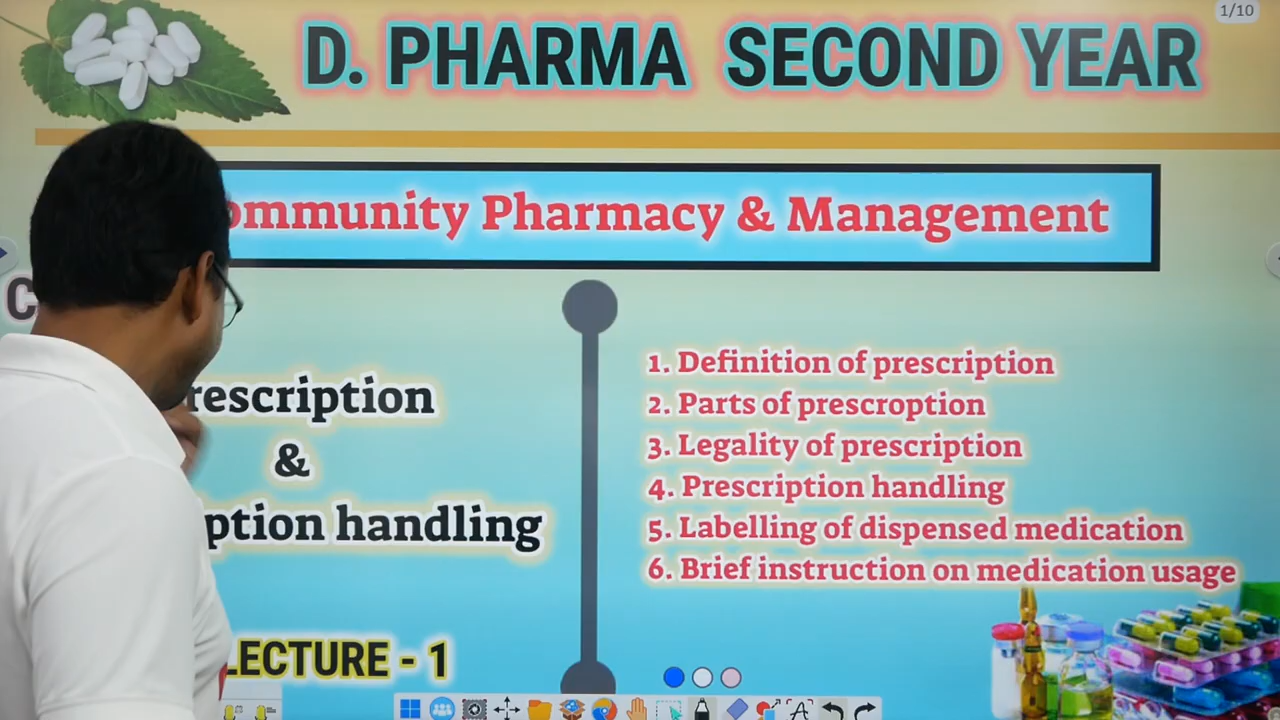 1/10
D. PHARMA SECOND YEAR
ommunity Pharmacy & Management
C
rescription
&
ption handling
1. Definition of prescription
2. Parts of prescroption
3. Legality of prescription
4. Prescription handling
5. Labelling of dispensed medication
6. Brief instruction on medication usage
LECTURE - 1